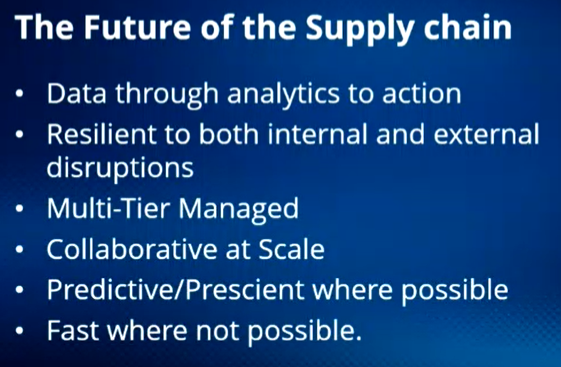 The Future of the Supply chain
• Data through analytics to action
• Resilient to both internal and external
disruptions
• Multi-Tier Managed
• Collaborative at Scale
• Predictive/Prescient where possible
• Fast where not possible.